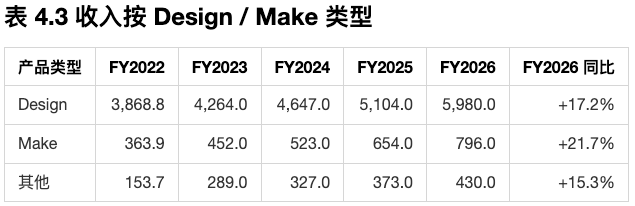 表 4.3 收入按 Design / Make 类型
产品类型 FY2022 FY2023 FY2024 FY2025 FY2026 FY2026 同比
Design 3,868.8 4,264.0 4,647.0 5,104.0 5,980.0 +17.2%
Make 363.9 452.0 523.0 654.0 796.0 +21.7%
其他 153.7 289.0 327.0 373.0 430.0 +15.3%